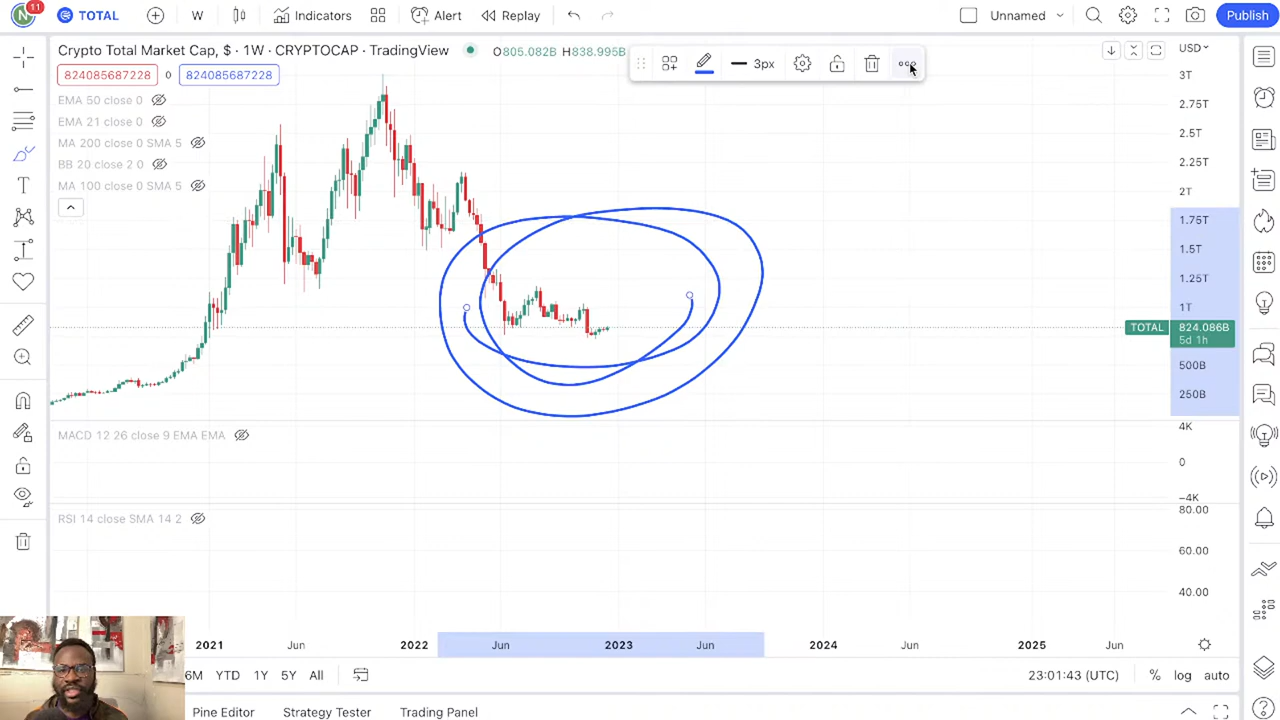 N 11 TOTAL W Indicators Alert Replay Unnamed Publish
Crypto Total Market Cap, $ · 1W · CRYPTOCAP · TradingView O805.082B H838.995B
824085687228 0 824085687228
EMA 50 close 0
EMA 21 close 0
MA 200 close 0 SMA 5
BB 20 close 2 0
MA 100 close 0 SMA 5
3px
USD
3T
2.75T
2.5T
2.25T
2T
1.75T
1.5T
1.25T
1T
TOTAL 824.086B
5d 1h
500B
250B
MACD 12 26 close 9 EMA EMA
4K
0
−4K
RSI 14 close SMA 14 2
80.00
60.00
40.00
2021 Jun 2022 Jun 2023 Jun 2024 Jun 2025 Jun
6M YTD 1Y 5Y All 23:01:43 (UTC) % log auto
Pine Editor Strategy Tester Trading Panel